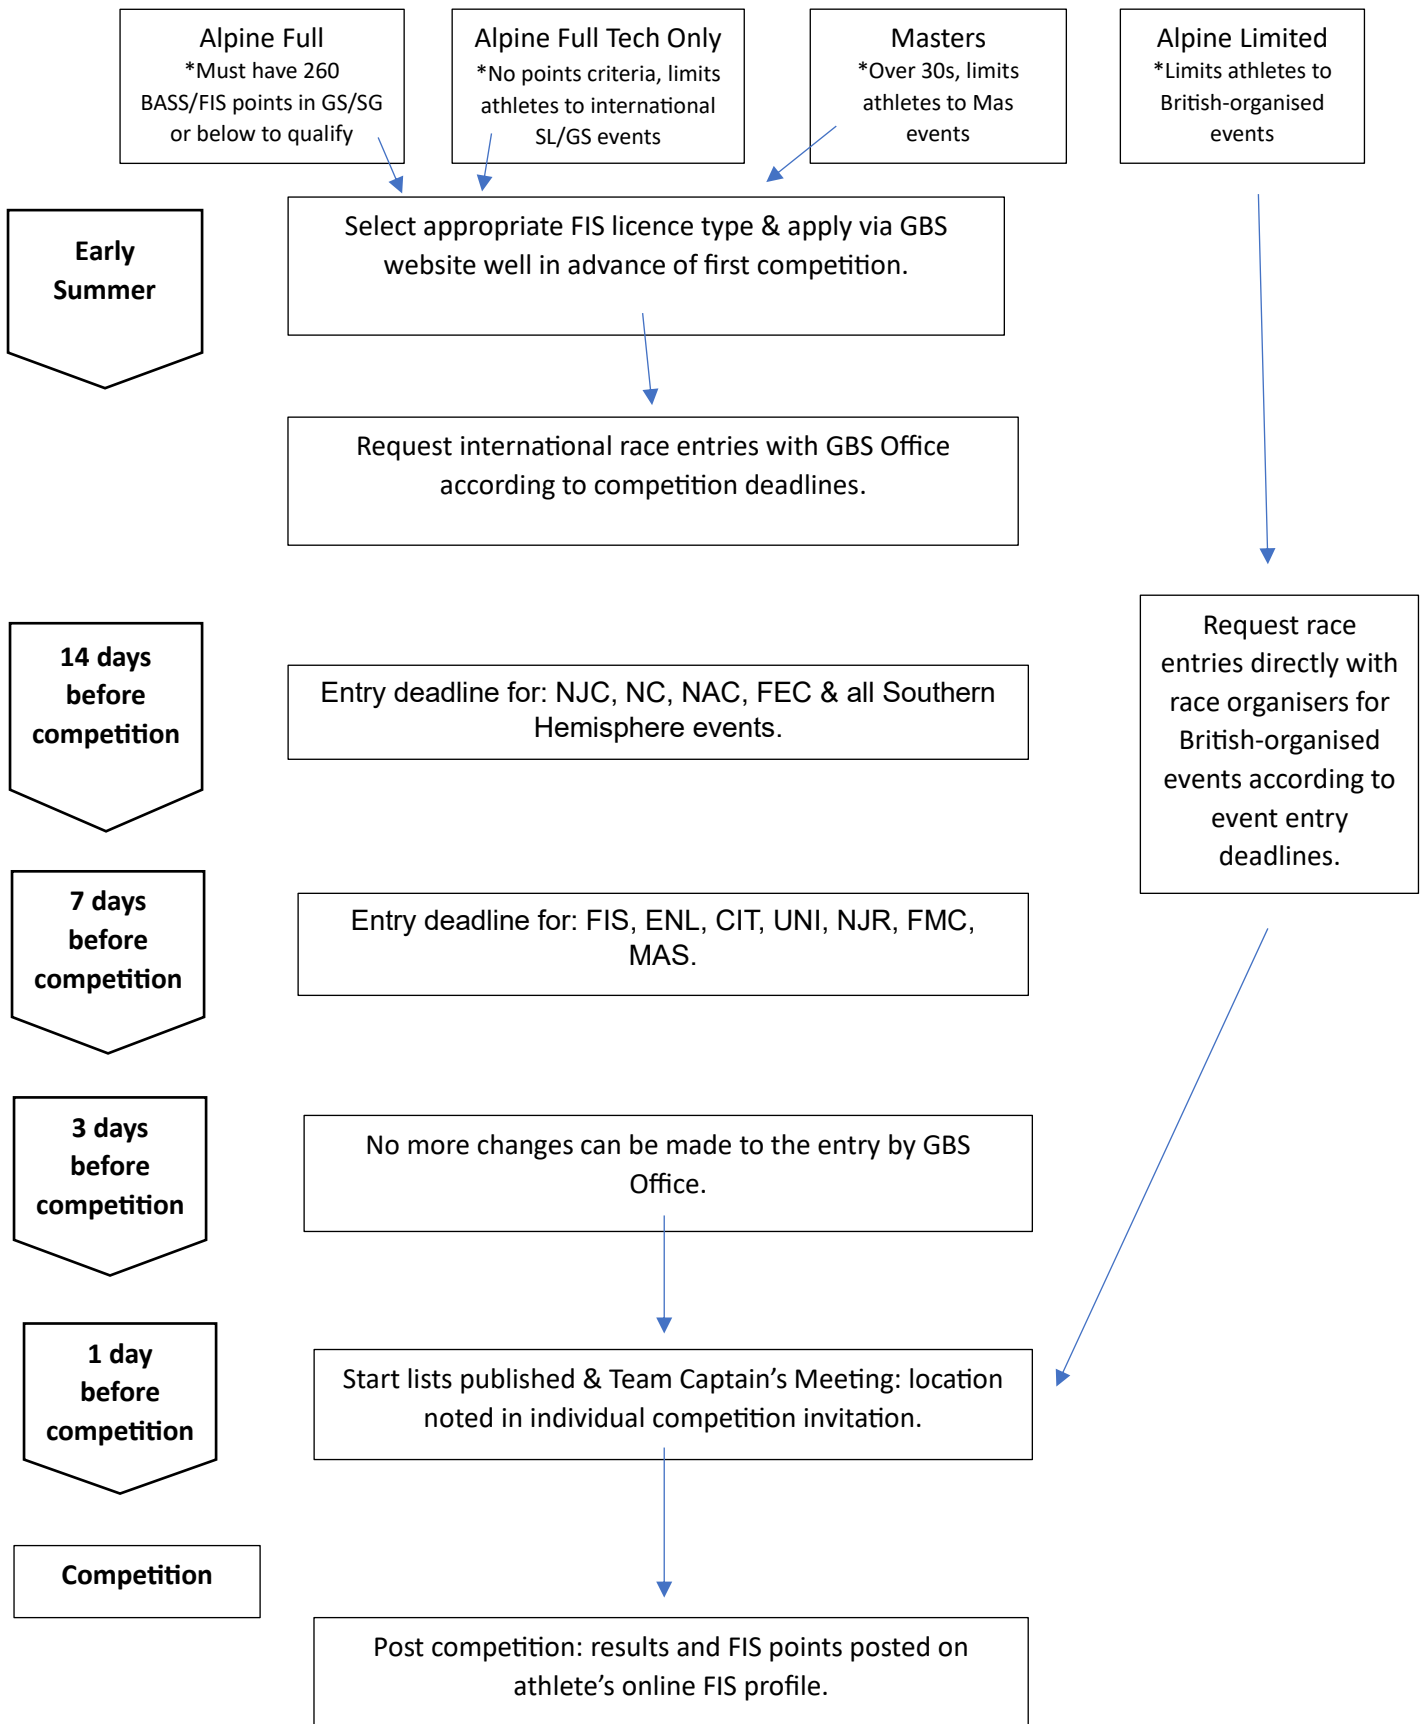 Alpine Full
*Must have 260
BASS/FIS points in GS/SG
or below to qualify
Alpine Full Tech Only
*No points criteria, limits
athletes to international
SL/GS events
Masters
*Over 30s, limits
athletes to Mas
events
Alpine Limited
*Limits athletes to
British-organised
events
Early
Summer
Select appropriate FIS licence type & apply via GBS
website well in advance of first competition.
Request international race entries with GBS Office
according to competition deadlines.
14 days
before
competition
Entry deadline for: NJC, NC, NAC, FEC & all Southern
Hemisphere events.
Request race
entries directly with
race organisers for
British-organised
events according to
event entry
deadlines.
7 days
before
competition
Entry deadline for: FIS, ENL, CIT, UNI, NJR, FMC,
MAS.
3 days
before
competition
No more changes can be made to the entry by GBS
Office.
1 day
before
competition
Start lists published & Team Captain’s Meeting: location
noted in individual competition invitation.
Competition
Post competition: results and FIS points posted on
athlete’s online FIS profile.